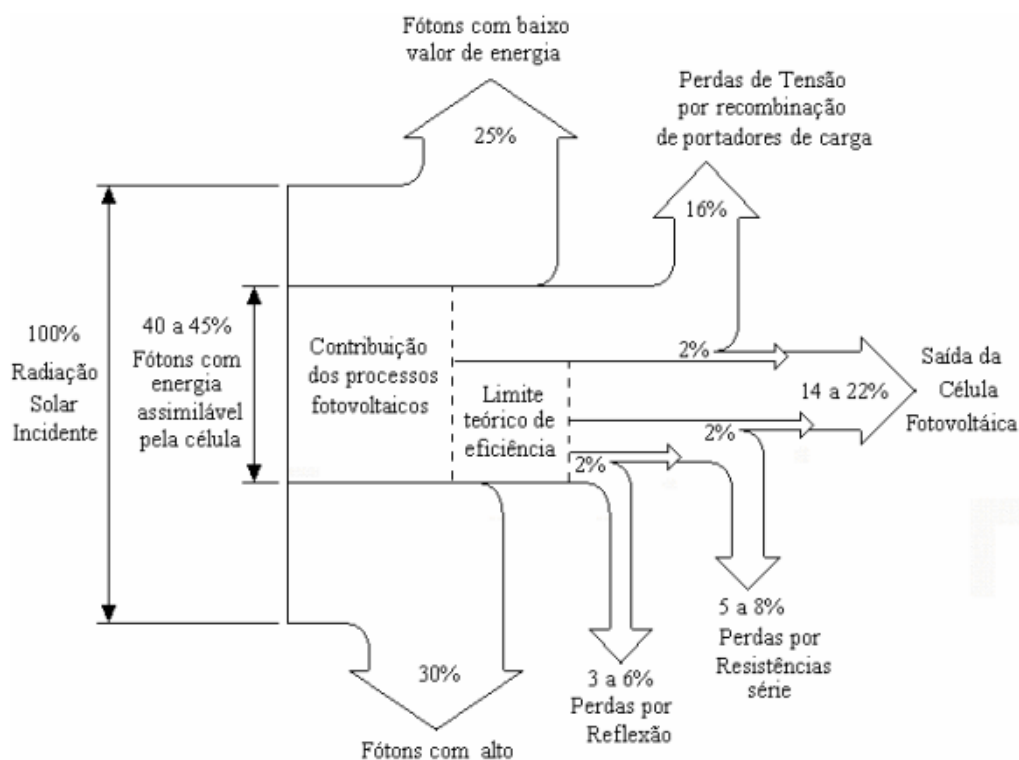 Fótons com baixo
valor de energia
25%
Perdas de Tensão
por recombinação
de portadores de carga
16%
100%
Radiação
Solar
Incidente
40 a 45%
Fótons com
energia
assimilável
pela célula
Contribuição
dos processos
fotovoltaicos
Limite
teórico de
eficiência
2%
14 a 22%
Saída da
Célula
Fotovoltáica
2%
2%
5 a 8%
Perdas por
Resistências
série
3 a 6%
Perdas por
Reflexão
30%
Fótons com alto